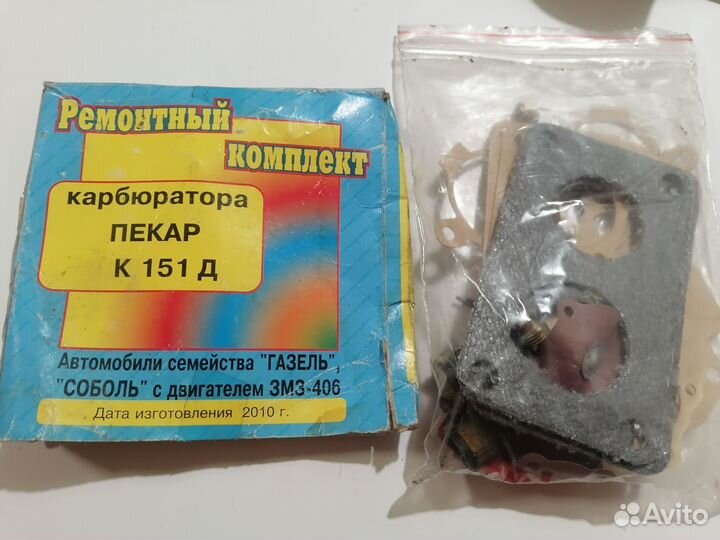 Ремонтный
комплект
карбюратора
ПЕКАР
К 151 Д
Автомобили семейства "ГАЗЕЛЬ",
"СОБОЛЬ" с двигателем ЗМЗ-406
Дата изготовления 2010 г.
Avito